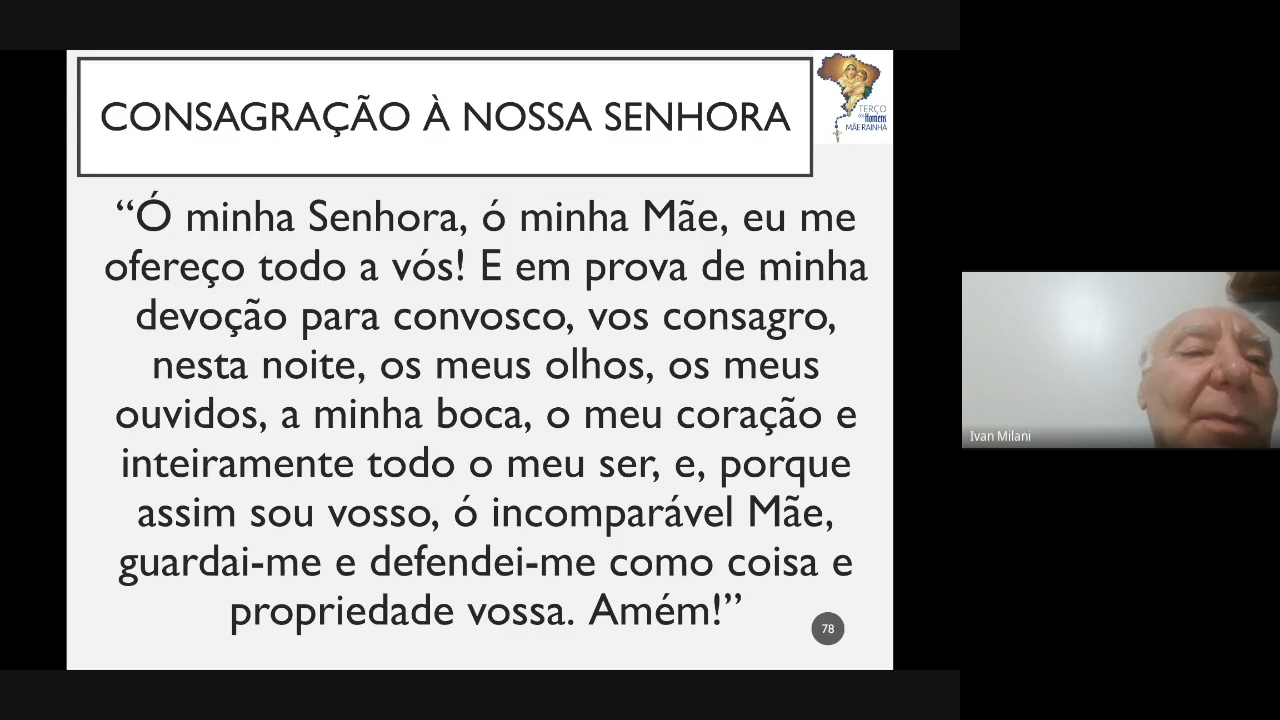 CONSAGRAÇÃO À NOSSA SENHORA
TERÇO
dos Homens
MÃE RAINHA
“Ó minha Senhora, ó minha Mãe, eu me
ofereço todo a vós! E em prova de minha
devoção para convosco, vos consagro,
nesta noite, os meus olhos, os meus
ouvidos, a minha boca, o meu coração e
inteiramente todo o meu ser, e, porque
assim sou vosso, ó incomparável Mãe,
guardai-me e defendei-me como coisa e
propriedade vossa. Amém!”
78
Ivan Milani